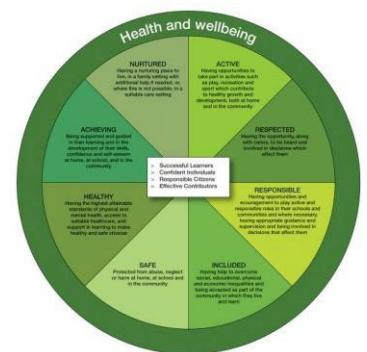 Health and wellbeing
NURTURED
Having a nurturing place to
live, in a family setting with
additional help if needed, or,
where this is not possible, in a
suitable care setting
ACTIVE
Having opportunities to
take part in activities such
as play, recreation and
sport which contribute
to healthy growth and
development, both at home
and in the community
RESPECTED
Having the opportunity, along
with carers, to be heard and
involved in decisions which
affect them
RESPONSIBLE
Having opportunities and
encouragement to play active and
responsible roles in their schools and
communities and where necessary,
having appropriate guidance and
supervision and being involved in
decisions that affect them
INCLUDED
Having help to overcome
social, educational, physical
and economic inequalities and
being accepted as part of the
community in which they live
and learn
SAFE
Protected from abuse, neglect
or harm at home, at school and
in the community
HEALTHY
Having the highest attainable
standards of physical and
mental health, access to
suitable healthcare, and
support in learning to make
healthy and safe choices
ACHIEVING
Being supported and guided
in their learning and in the
development of their skills,
confidence and self-esteem
at home, at school, and in the
community
> Successful Learners
> Confident Individuals
> Responsible Citizens
> Effective Contributors